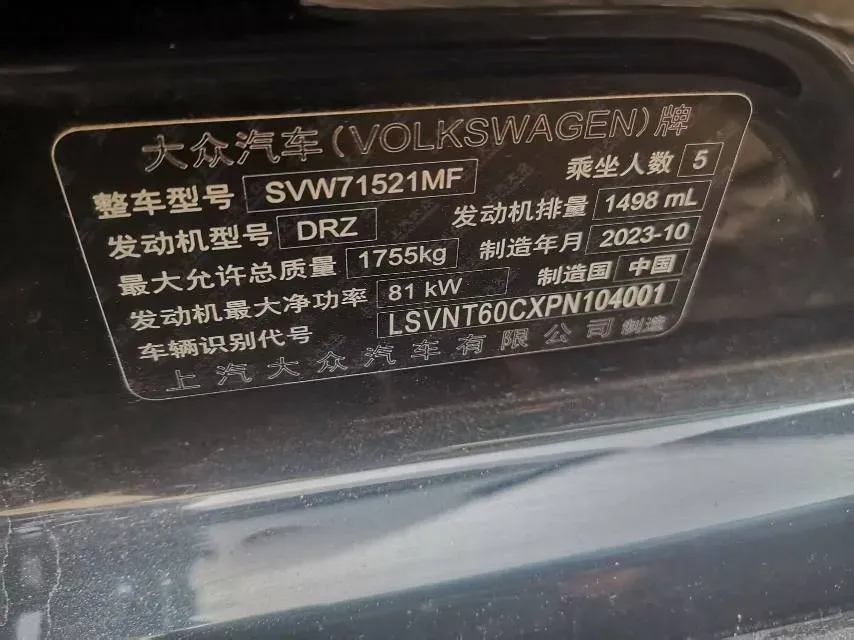 大众汽车(VOLKSWAGEN)牌
整车型号 SVW71521MF 乘坐人数 5
发动机型号 DRZ 发动机排量 1498 mL
最大允许总质量 1755kg 制造年月 2023-10
发动机最大净功率 81 kW 制造国 中国
车辆识别代号 LSVNT60CXPN104001
上汽大众汽车有限公司 制造